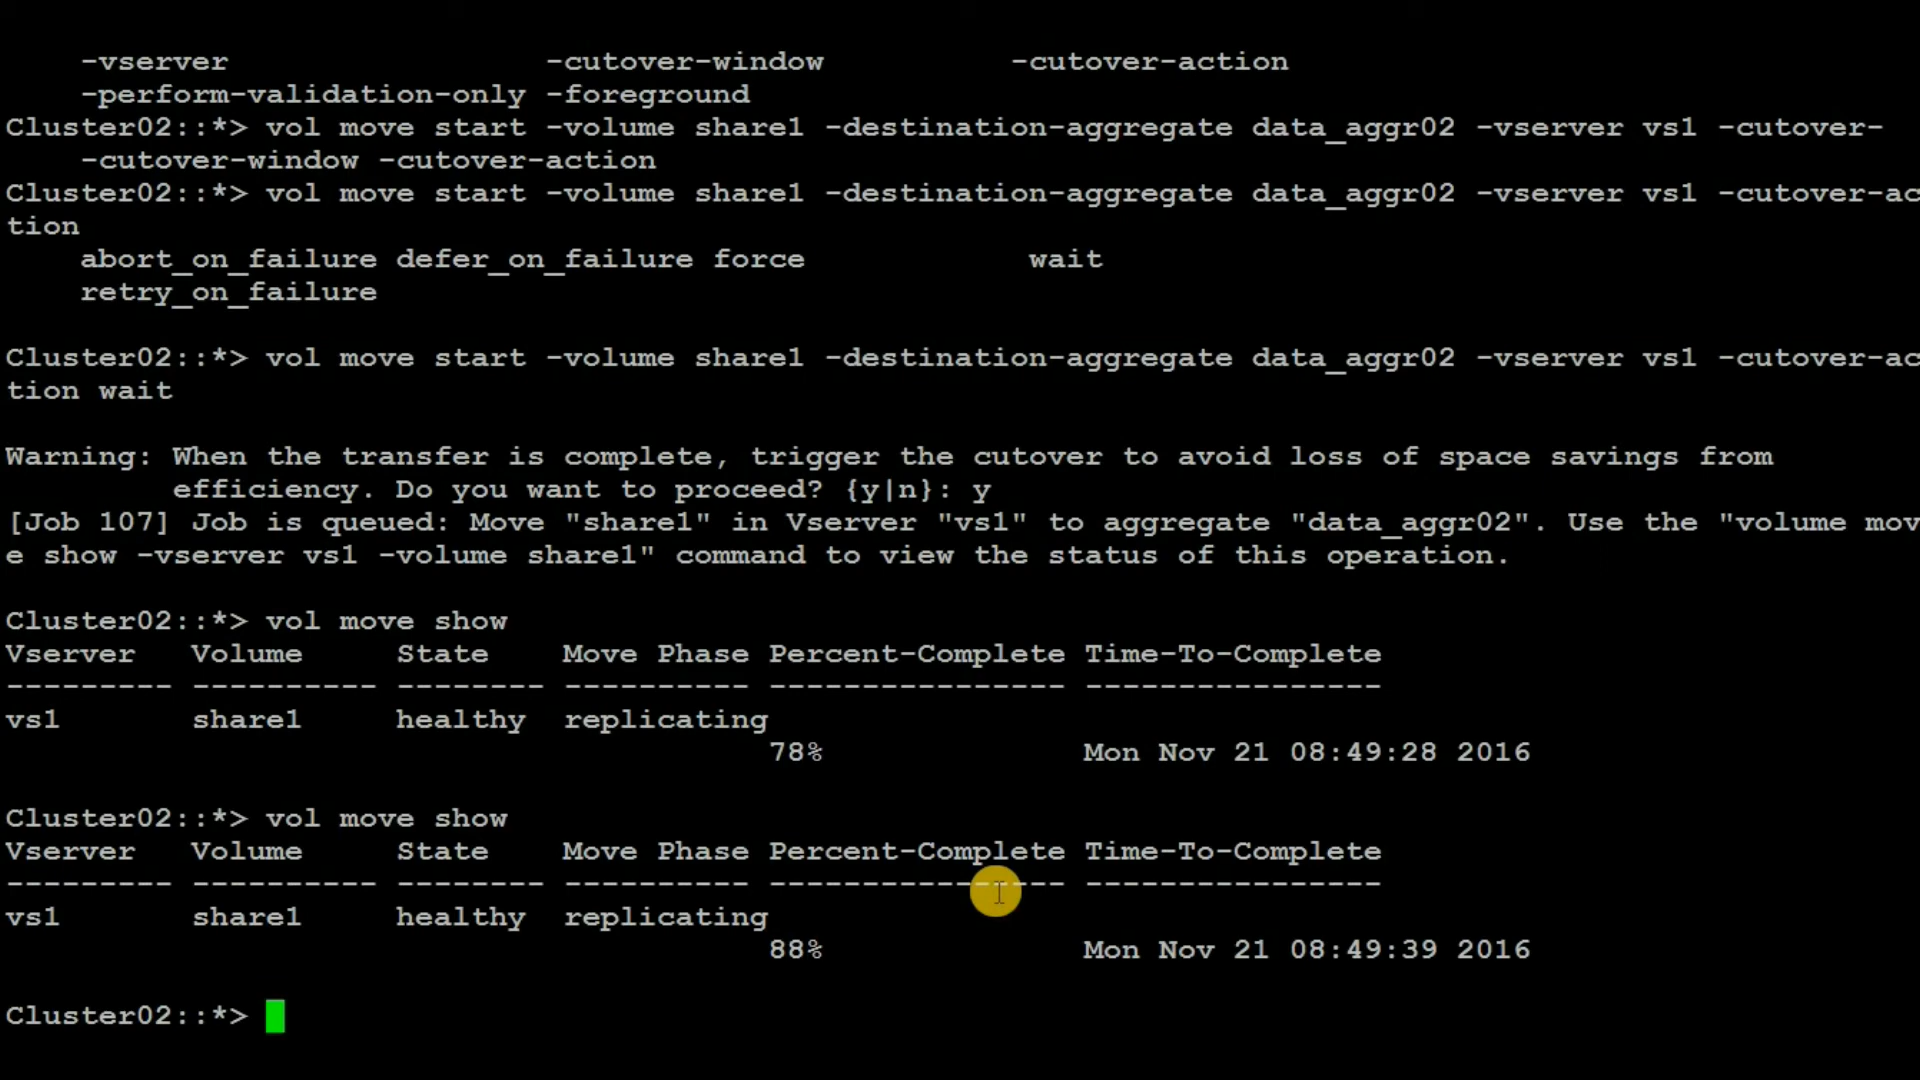 -vserver -cutover-window -cutover-action
-perform-validation-only -foreground
Cluster02::*> vol move start -volume share1 -destination-aggregate data_aggr02 -vserver vs1 -cutover-
-cutover-window -cutover-action
Cluster02::*> vol move start -volume share1 -destination-aggregate data_aggr02 -vserver vs1 -cutover-ac
tion
abort_on_failure defer_on_failure force wait
retry_on_failure
Cluster02::*> vol move start -volume share1 -destination-aggregate data_aggr02 -vserver vs1 -cutover-ac
tion wait
Warning: When the transfer is complete, trigger the cutover to avoid loss of space savings from
efficiency. Do you want to proceed? {y|n}: y
[Job 107] Job is queued: Move "share1" in Vserver "vs1" to aggregate "data_aggr02". Use the "volume mov
e show -vserver vs1 -volume share1" command to view the status of this operation.
Cluster02::*> vol move show
Vserver Volume State Move Phase Percent-Complete Time-To-Complete
--------- ---------- -------- ---------- ---------------- ----------------
vs1 share1 healthy replicating
78% Mon Nov 21 08:49:28 2016
Cluster02::*> vol move show
Vserver Volume State Move Phase Percent-Complete Time-To-Complete
--------- ---------- -------- ---------- ---------------- ----------------
vs1 share1 healthy replicating
88% Mon Nov 21 08:49:39 2016
Cluster02::*>